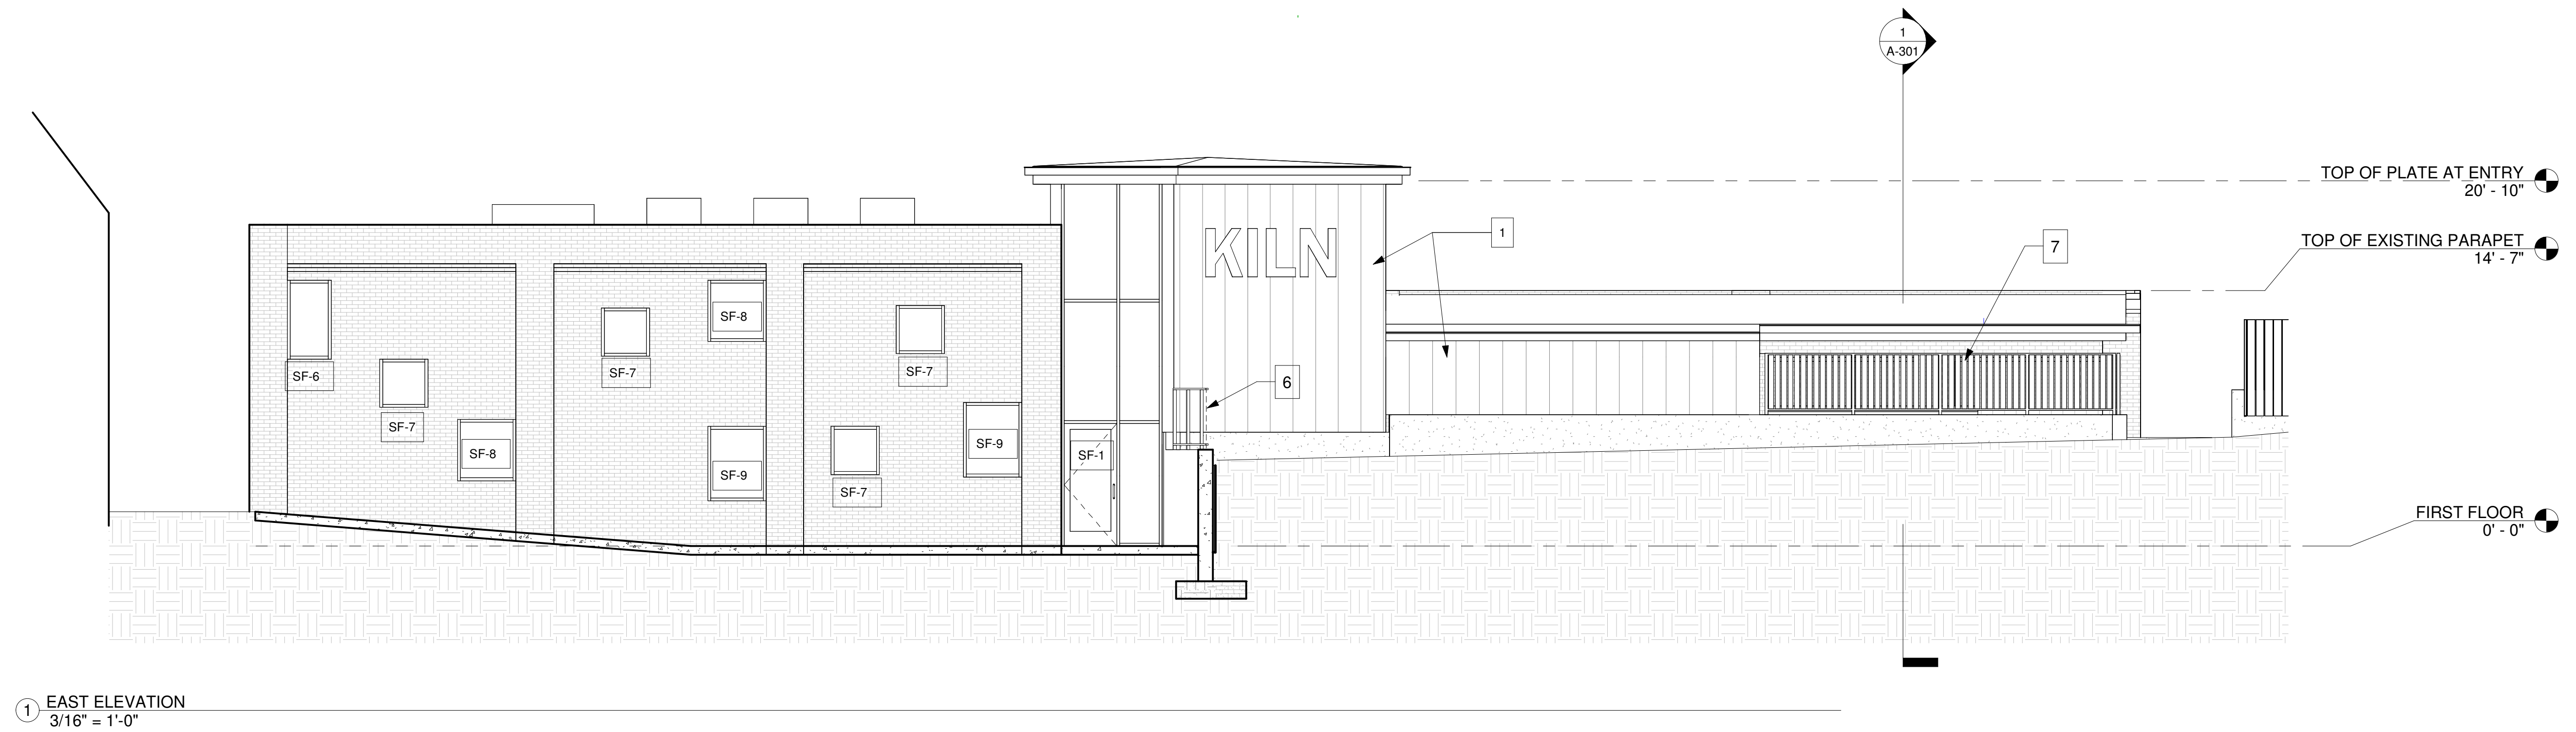 1
A-301
TOP OF PLATE AT ENTRY
20' - 10"
KILN
1
7
TOP OF EXISTING PARAPET
14' - 7"
SF-8
SF-7
SF-7
SF-6
6
SF-7
SF-8
SF-9
SF-7
SF-9
SF-1
FIRST FLOOR
0' - 0"
1
EAST ELEVATION
3/16" = 1'-0"